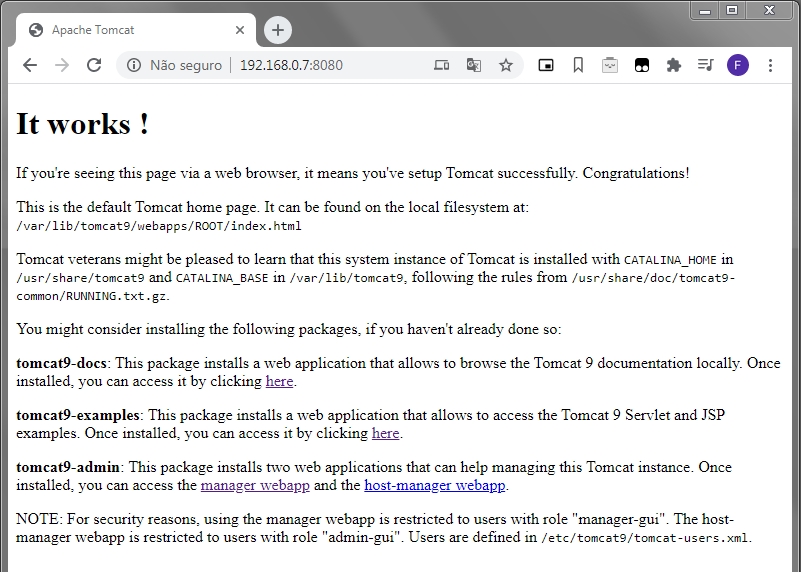 Apache Tomcat
Não seguro
192.168.0.7:8080
F
It works !
If you're seeing this page via a web browser, it means you've setup Tomcat successfully. Congratulations!
This is the default Tomcat home page. It can be found on the local filesystem at:
/var/lib/tomcat9/webapps/ROOT/index.html
Tomcat veterans might be pleased to learn that this system instance of Tomcat is installed with CATALINA_HOME in
/usr/share/tomcat9 and CATALINA_BASE in /var/lib/tomcat9, following the rules from /usr/share/doc/tomcat9-
common/RUNNING.txt.gz.
You might consider installing the following packages, if you haven't already done so:
tomcat9-docs: This package installs a web application that allows to browse the Tomcat 9 documentation locally. Once
installed, you can access it by clicking here.
tomcat9-examples: This package installs a web application that allows to access the Tomcat 9 Servlet and JSP
examples. Once installed, you can access it by clicking here.
tomcat9-admin: This package installs two web applications that can help managing this Tomcat instance. Once
installed, you can access the manager webapp and the host-manager webapp.
NOTE: For security reasons, using the manager webapp is restricted to users with role "manager-gui". The host-
manager webapp is restricted to users with role "admin-gui". Users are defined in /etc/tomcat9/tomcat-users.xml.